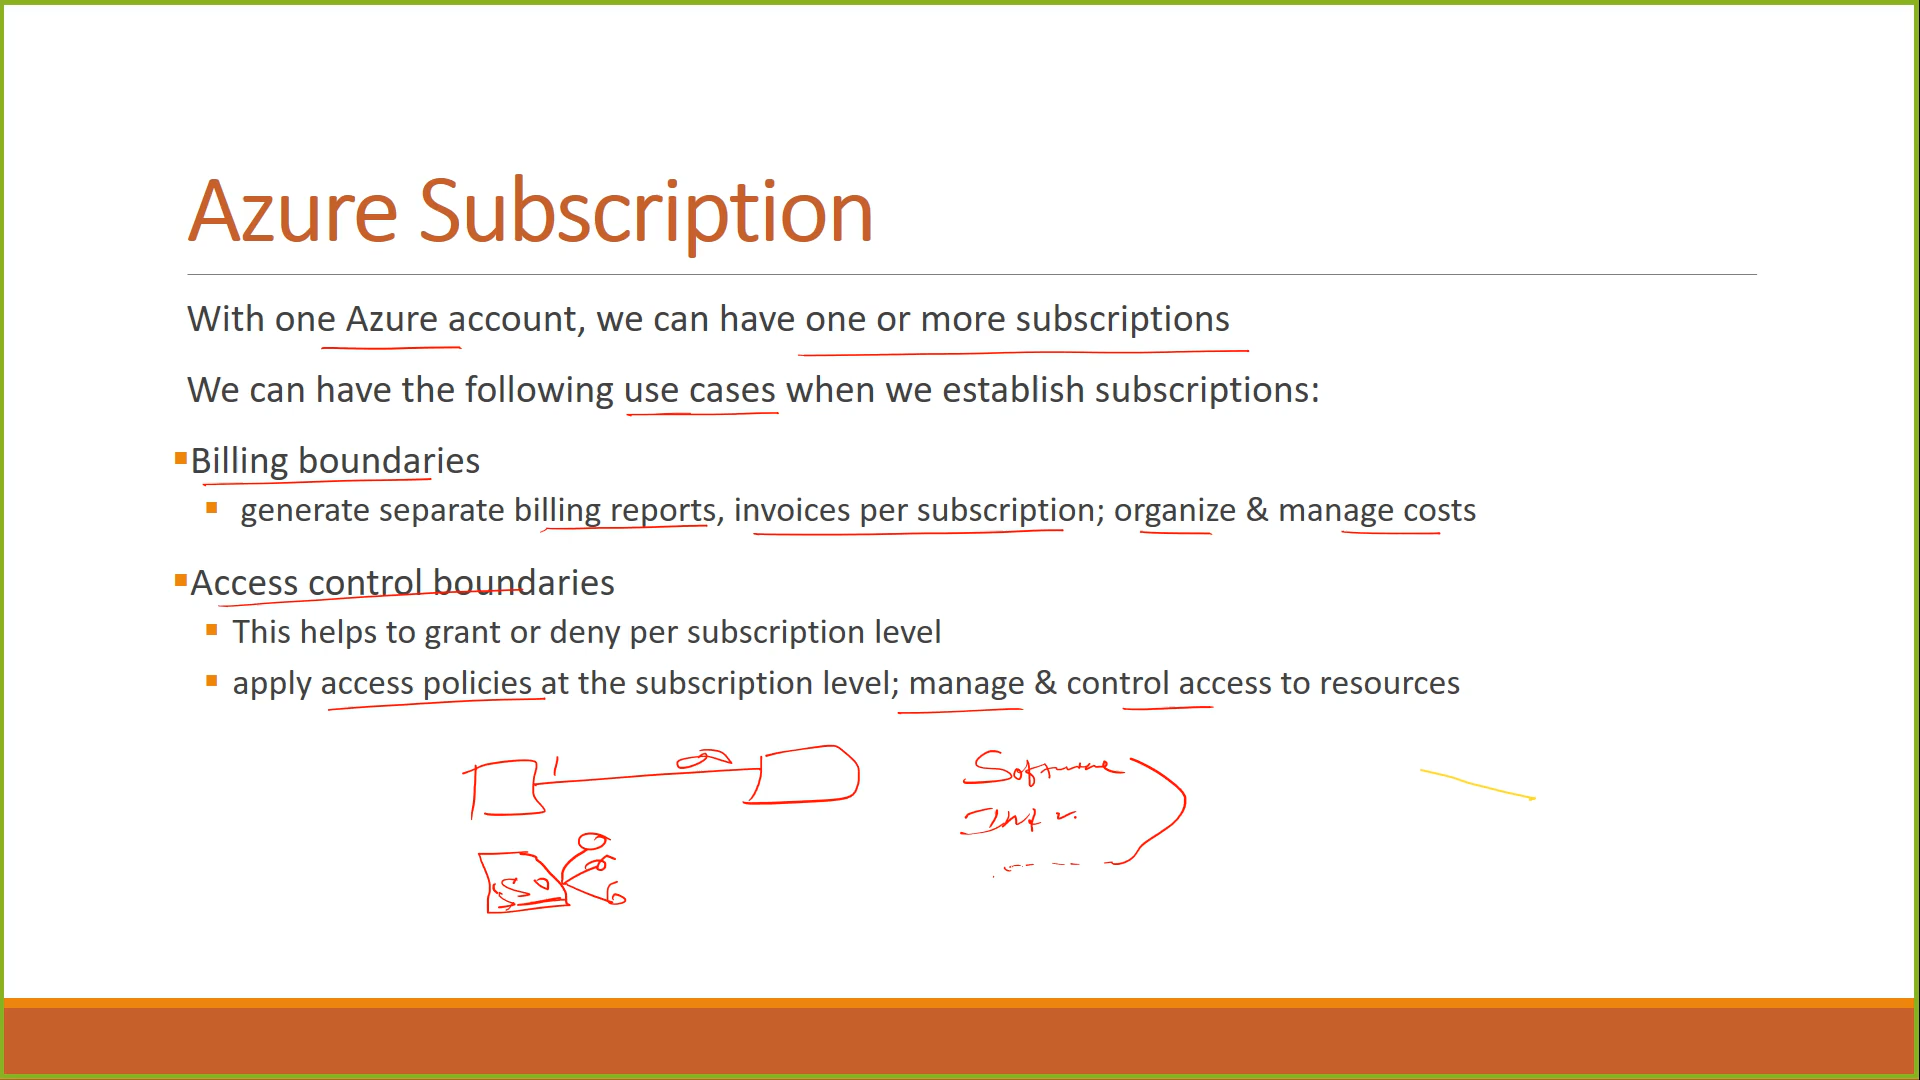 Azure Subscription
With one Azure account, we can have one or more subscriptions
We can have the following use cases when we establish subscriptions:
Billing boundaries
generate separate billing reports, invoices per subscription; organize & manage costs
Access control boundaries
This helps to grant or deny per subscription level
apply access policies at the subscription level; manage & control access to resources
1
Software